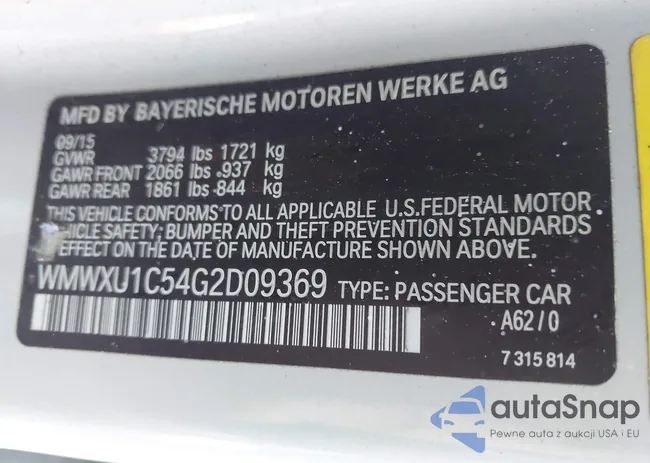 MFD BY BAYERISCHE MOTOREN WERKE AG
09/15
GVWR 3794 lbs 1721 kg
GAWR FRONT 2066 lbs 937 kg
GAWR REAR 1861 lbs 844 kg
THIS VEHICLE CONFORMS TO ALL APPLICABLE U.S.FEDERAL MOTOR
VEHICLE SAFETY, BUMPER AND THEFT PREVENTION STANDARDS
EFFECT ON THE DATE OF MANUFACTURE SHOWN ABOVE.
WMWXU1C54G2D09369 TYPE: PASSENGER CAR
A62/0
7 315 814
autaSnap
Pewne auta z aukcji USA i EU